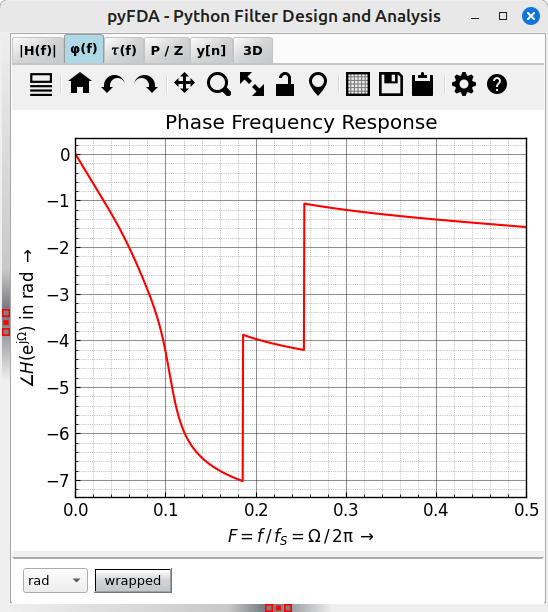 pyFDA - Python Filter Design and Analysis
|H(f)| φ(f) τ(f) P / Z y[n] 3D
Phase Frequency Response
0
−1
−2
−3
−4
−5
−6
−7
∠H(e^jΩ) in rad →
0.0 0.1 0.2 0.3 0.4 0.5
F = f / f_S = Ω / 2π →
rad wrapped